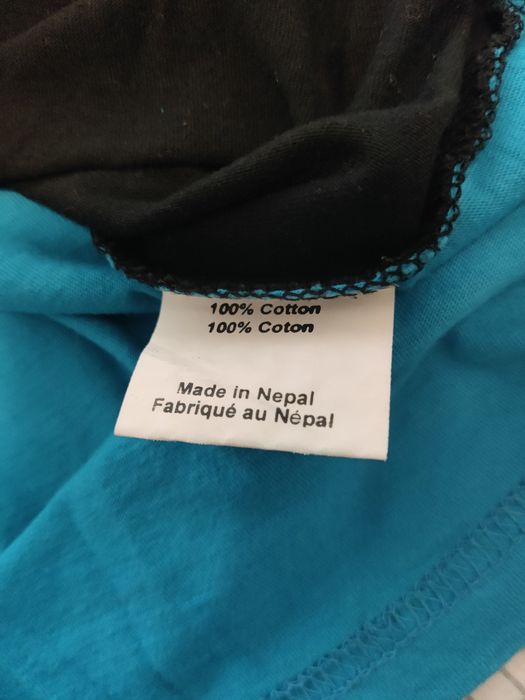 100% Cotton
100% Coton
Made in Nepal
Fabriqué au Népal